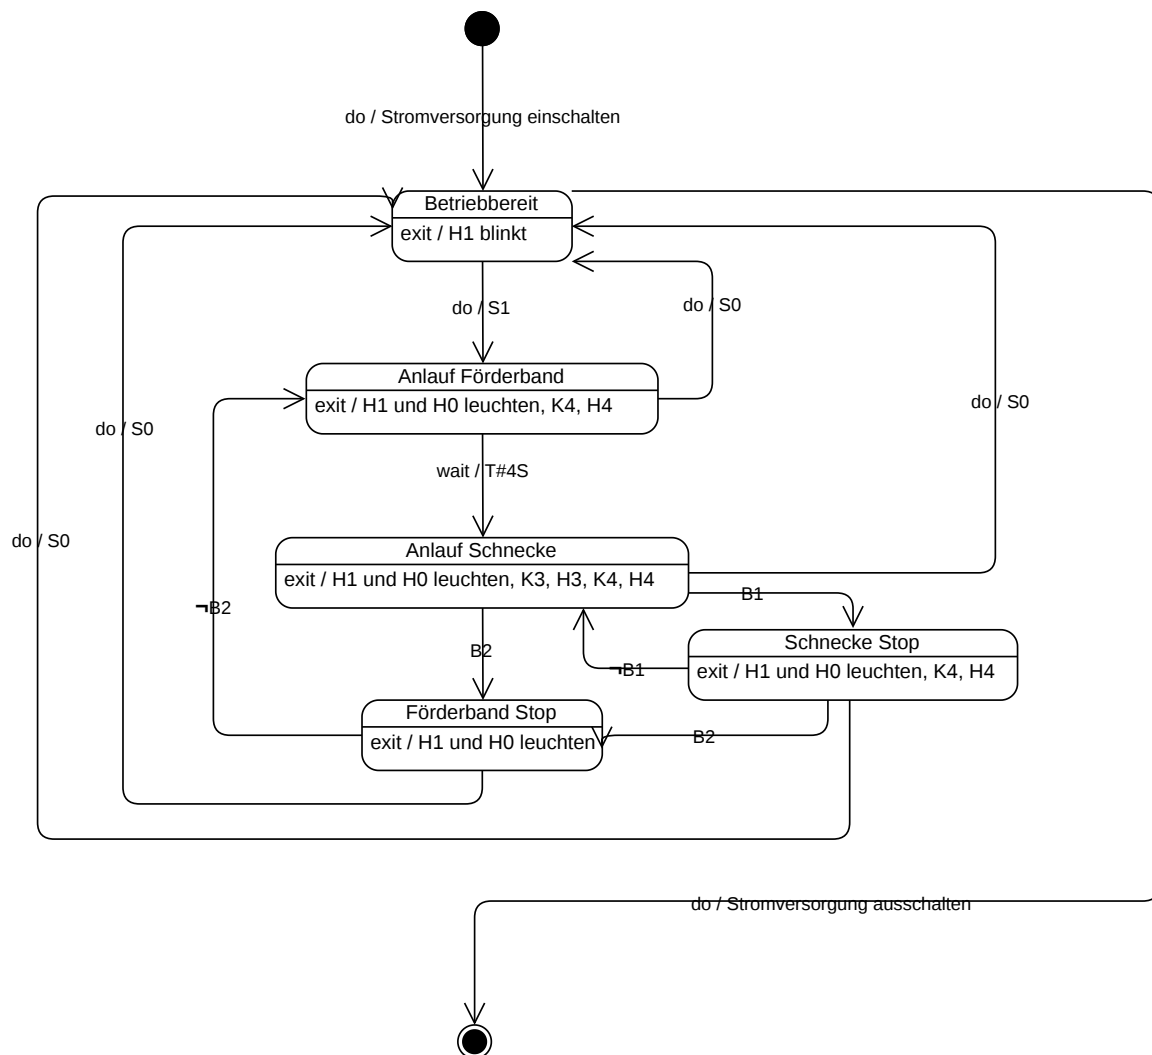 do / Stromversorgung einschalten
Betriebbereit
exit / H1 blinkt
do / S1
do / S0
Anlauf Förderband
exit / H1 und H0 leuchten, K4, H4
do / S0
do / S0
wait / T#4S
do / S0
Anlauf Schnecke
exit / H1 und H0 leuchten, K3, H3, K4, H4
B1
¬B2
Schnecke Stop
B2
¬B1
exit / H1 und H0 leuchten, K4, H4
Förderband Stop
exit / H1 und H0 leuchten
B2
do / Stromversorgung ausschalten